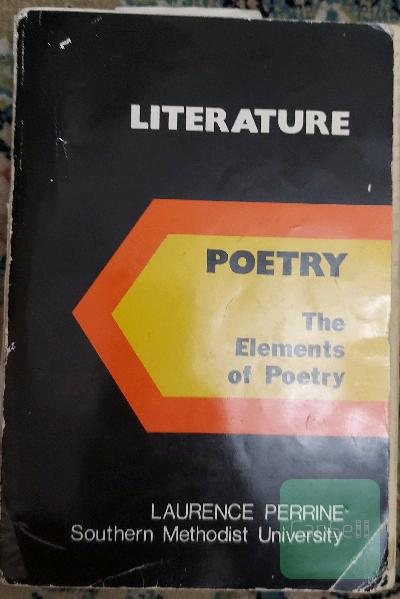 LITERATURE
POETRY
The
Elements
of Poetry
LAURENCE PERRINE
Southern Methodist University